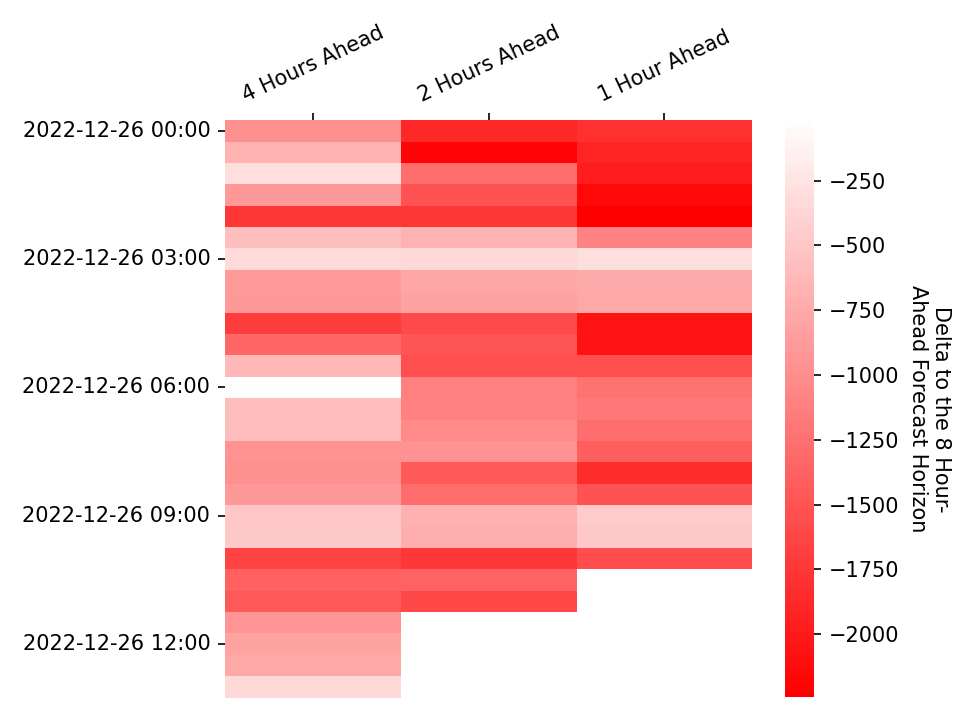 4 Hours Ahead
2 Hours Ahead
1 Hour Ahead
2022-12-26 00:00
2022-12-26 03:00
2022-12-26 06:00
2022-12-26 09:00
2022-12-26 12:00
−250
−500
−750
−1000
−1250
−1500
−1750
−2000
Delta to the 8 Hour-
Ahead Forecast Horizon